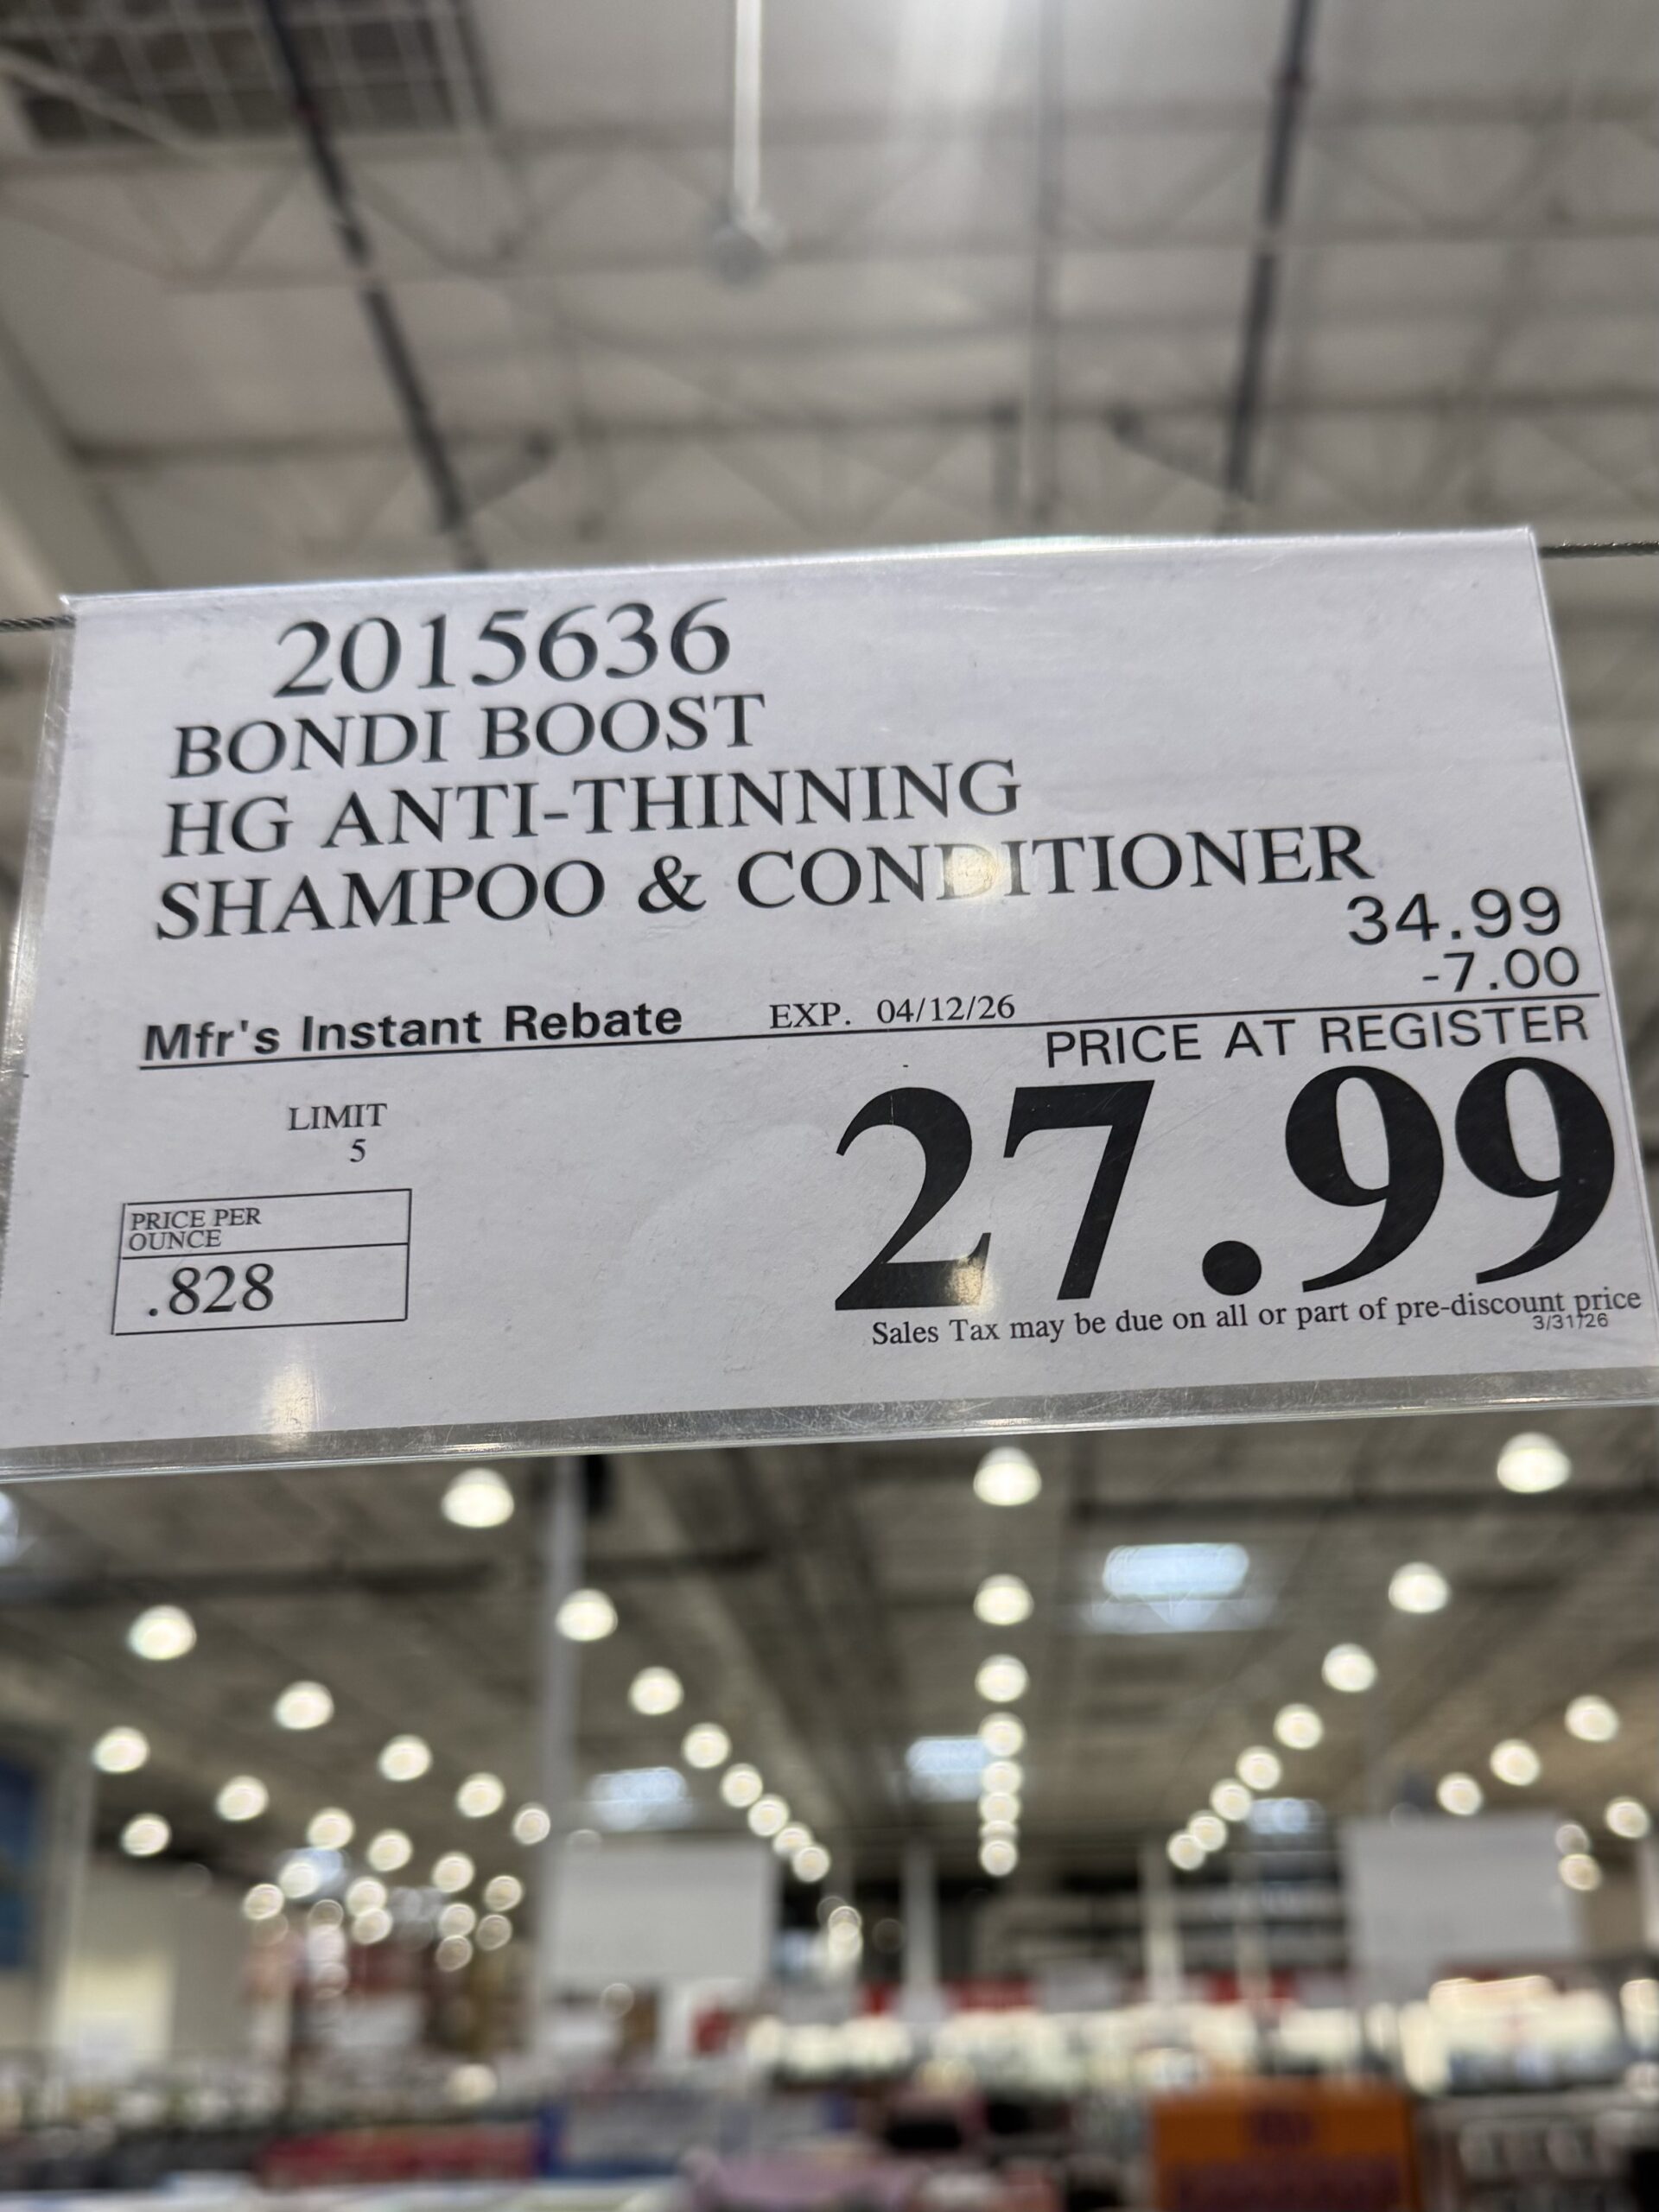 2015636
BONDI BOOST
HG ANTI-THINNING
SHAMPOO & CONDITIONER
34.99
-7.00
Mfr's Instant Rebate EXP. 04/12/26
PRICE AT REGISTER
27.99
LIMIT
5
PRICE PER
OUNCE
.828
Sales Tax may be due on all or part of pre-discount price
3/31/26